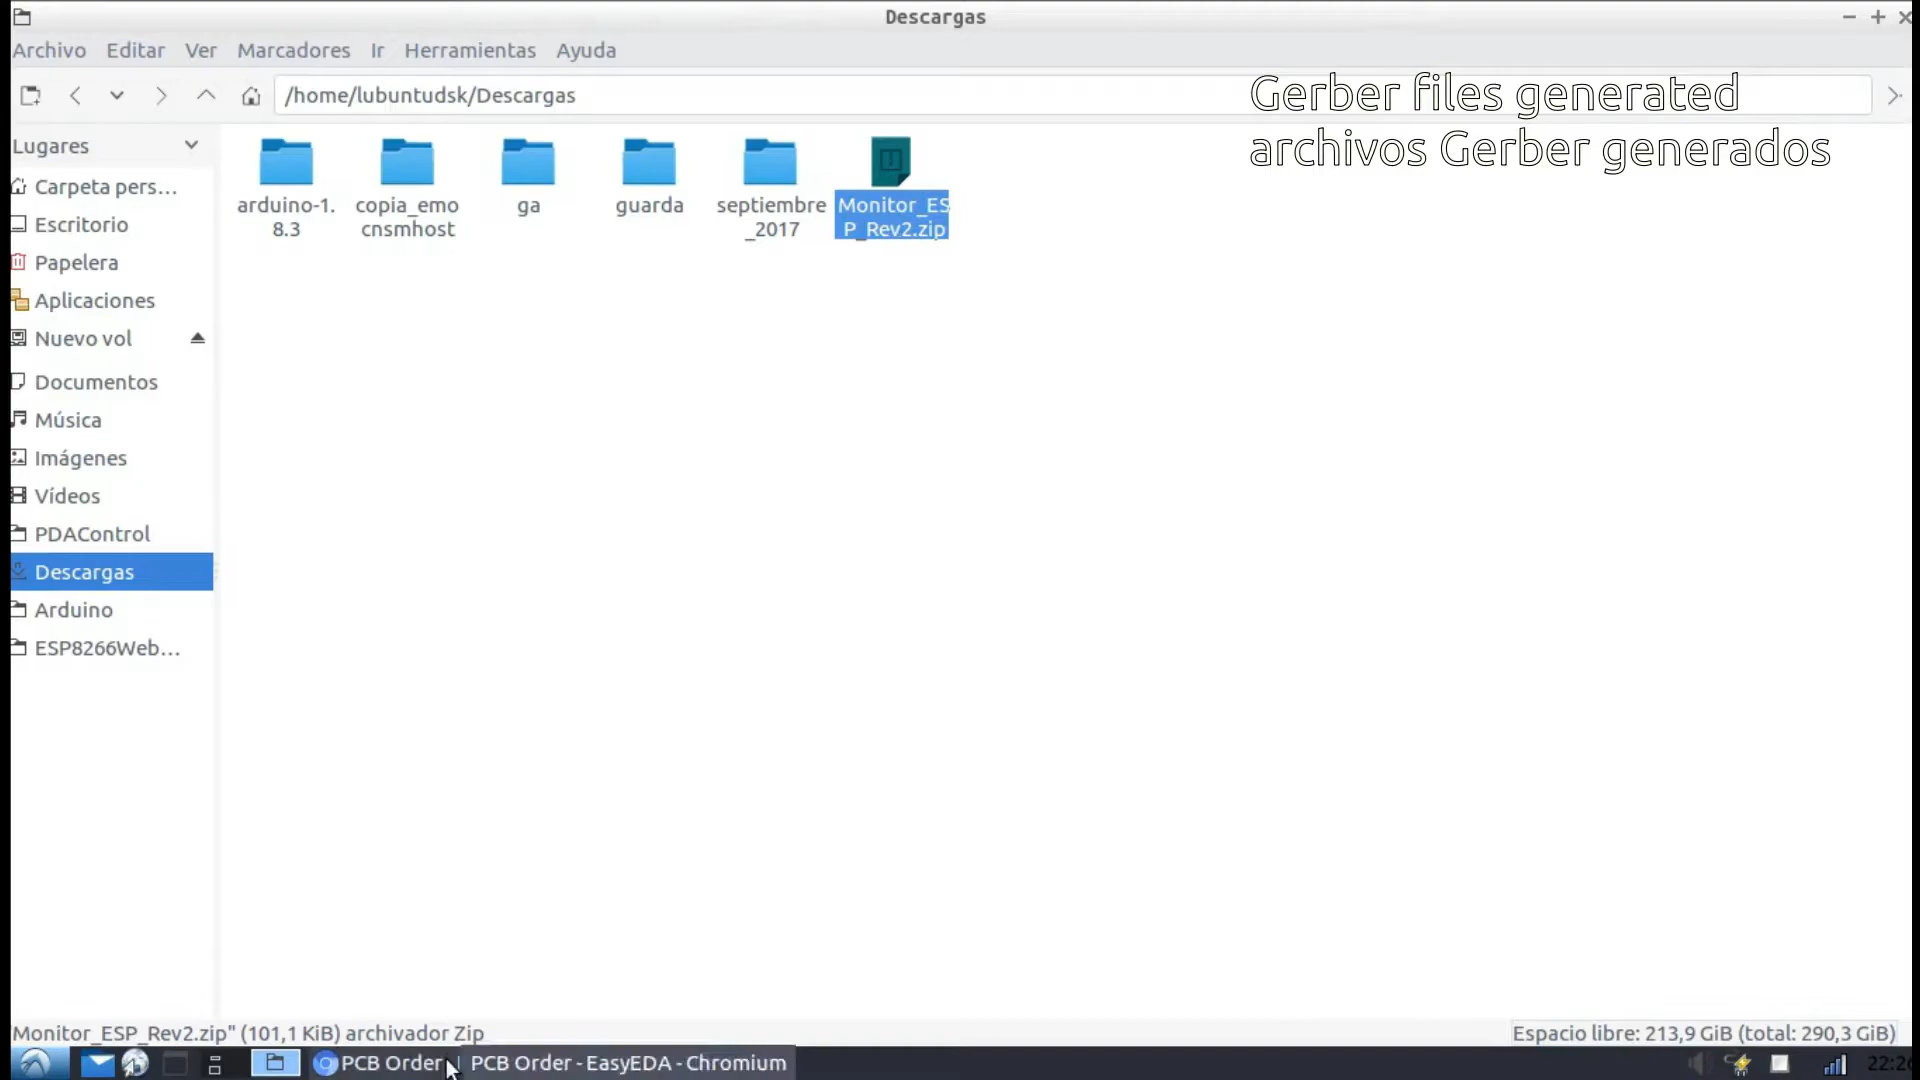 Descargas
Archivo Editar Ver Marcadores Ir Herramientas Ayuda
/home/lubuntudsk/Descargas
Gerber files generated
archivos Gerber generados
Lugares
Carpeta pers...
Escritorio
Papelera
Aplicaciones
Nuevo vol
Documentos
Música
Imágenes
Vídeos
PDAControl
Descargas
Arduino
ESP8266Web...
arduino-1.
8.3
copia_emo
cnsmhost
ga
guarda
septiembre
_2017
Monitor_ES
P_Rev2.zip
Monitor_ESP_Rev2.zip" (101,1 KiB) archivador Zip
Espacio libre: 213,9 GiB (total: 290,3 GiB)
PCB Order
PCB Order - EasyEDA - Chromium